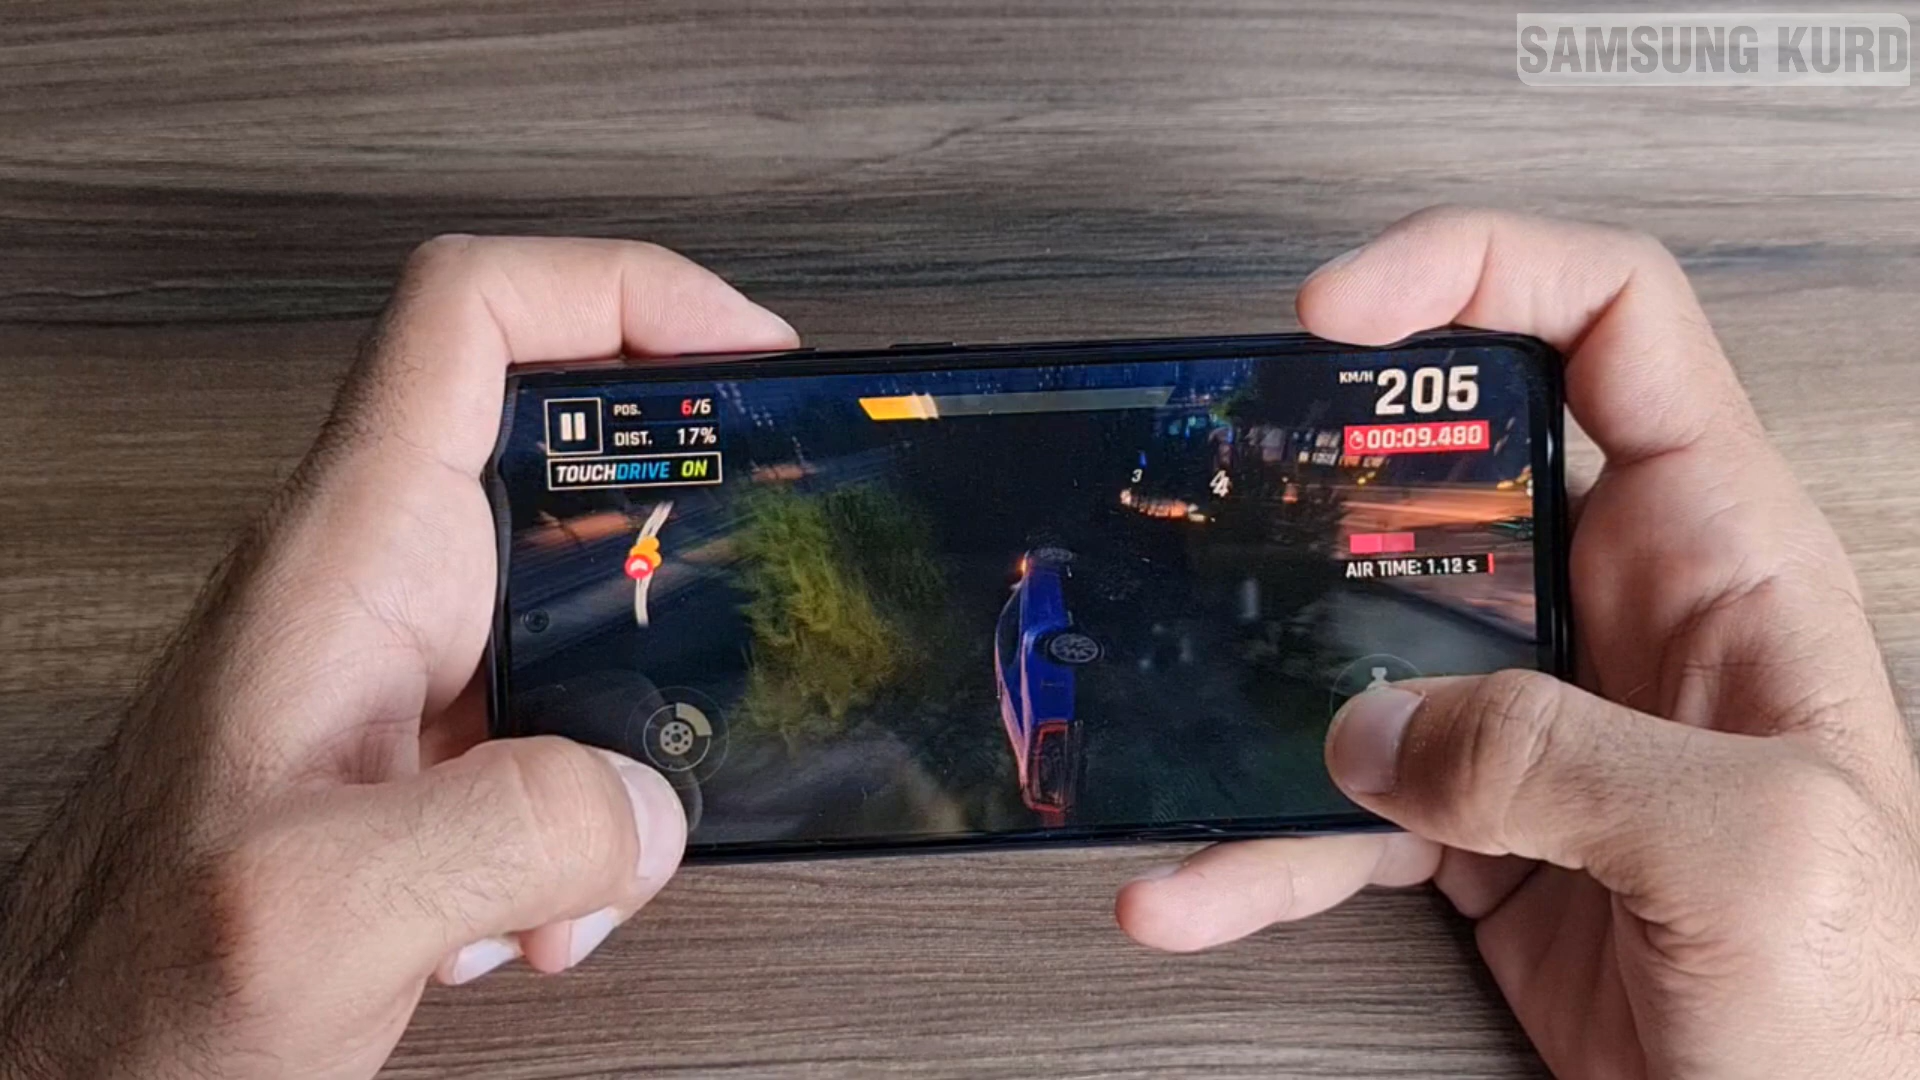 SAMSUNG KURD
POS. 6/6
DIST. 17%
TOUCHDRIVE ON
KM/H 205
00:09.480
3
4
AIR TIME: 1.12 s